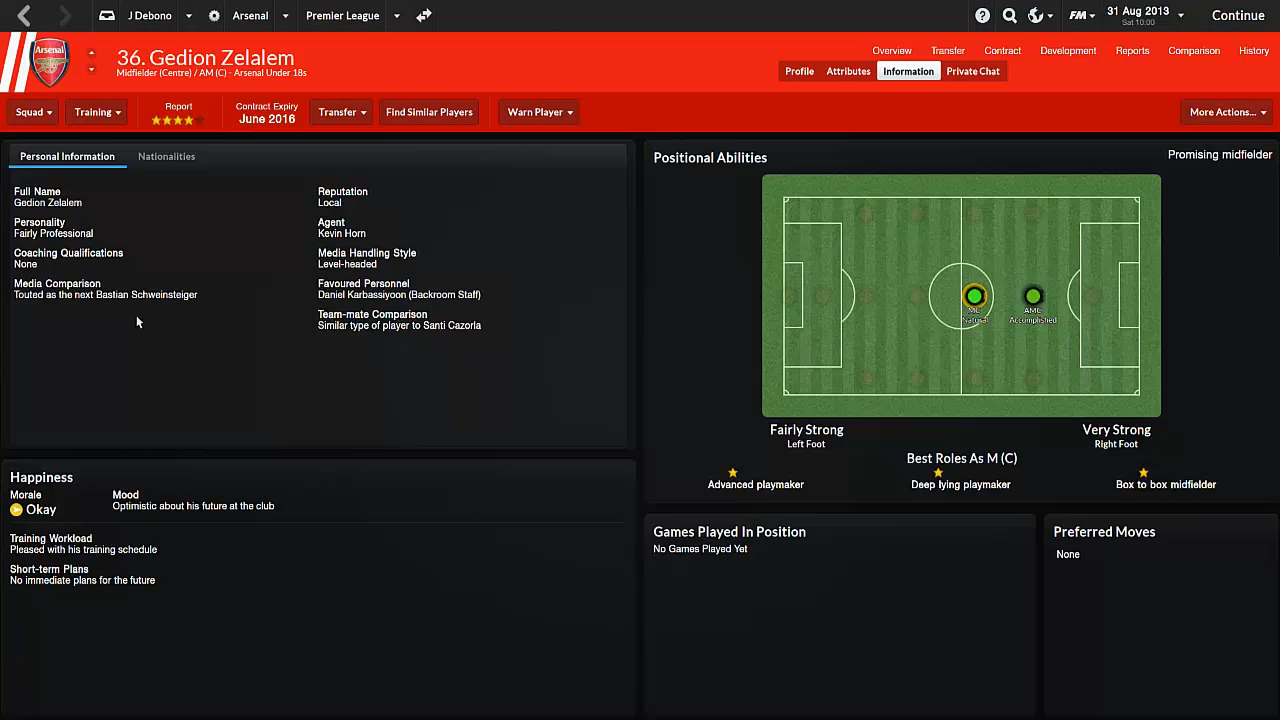 J Debono
Arsenal
Premier League
FM
31 Aug 2013
Sat 10:00
Continue
Arsenal
36. Gedion Zelalem
Midfielder (Centre) / AM (C) - Arsenal Under 18s
Overview Transfer Contract Development Reports Comparison History
Profile Attributes Information Private Chat
Squad Training Report Contract Expiry June 2016 Transfer Find Similar Players Warn Player More Actions...
Personal Information Nationalities
Full Name
Gedion Zelalem
Personality
Fairly Professional
Coaching Qualifications
None
Media Comparison
Touted as the next Bastian Schweinsteiger
Reputation
Local
Agent
Kevin Horn
Media Handling Style
Level-headed
Favoured Personnel
Daniel Karbassiyoon (Backroom Staff)
Team-mate Comparison
Similar type of player to Santi Cazorla
Positional Abilities
Promising midfielder
MC
Natural
AMC
Accomplished
Fairly Strong
Left Foot
Very Strong
Right Foot
Best Roles As M (C)
Advanced playmaker
Deep lying playmaker
Box to box midfielder
Happiness
Morale
Okay
Mood
Optimistic about his future at the club
Training Workload
Pleased with his training schedule
Short-term Plans
No immediate plans for the future
Games Played In Position
No Games Played Yet
Preferred Moves
None